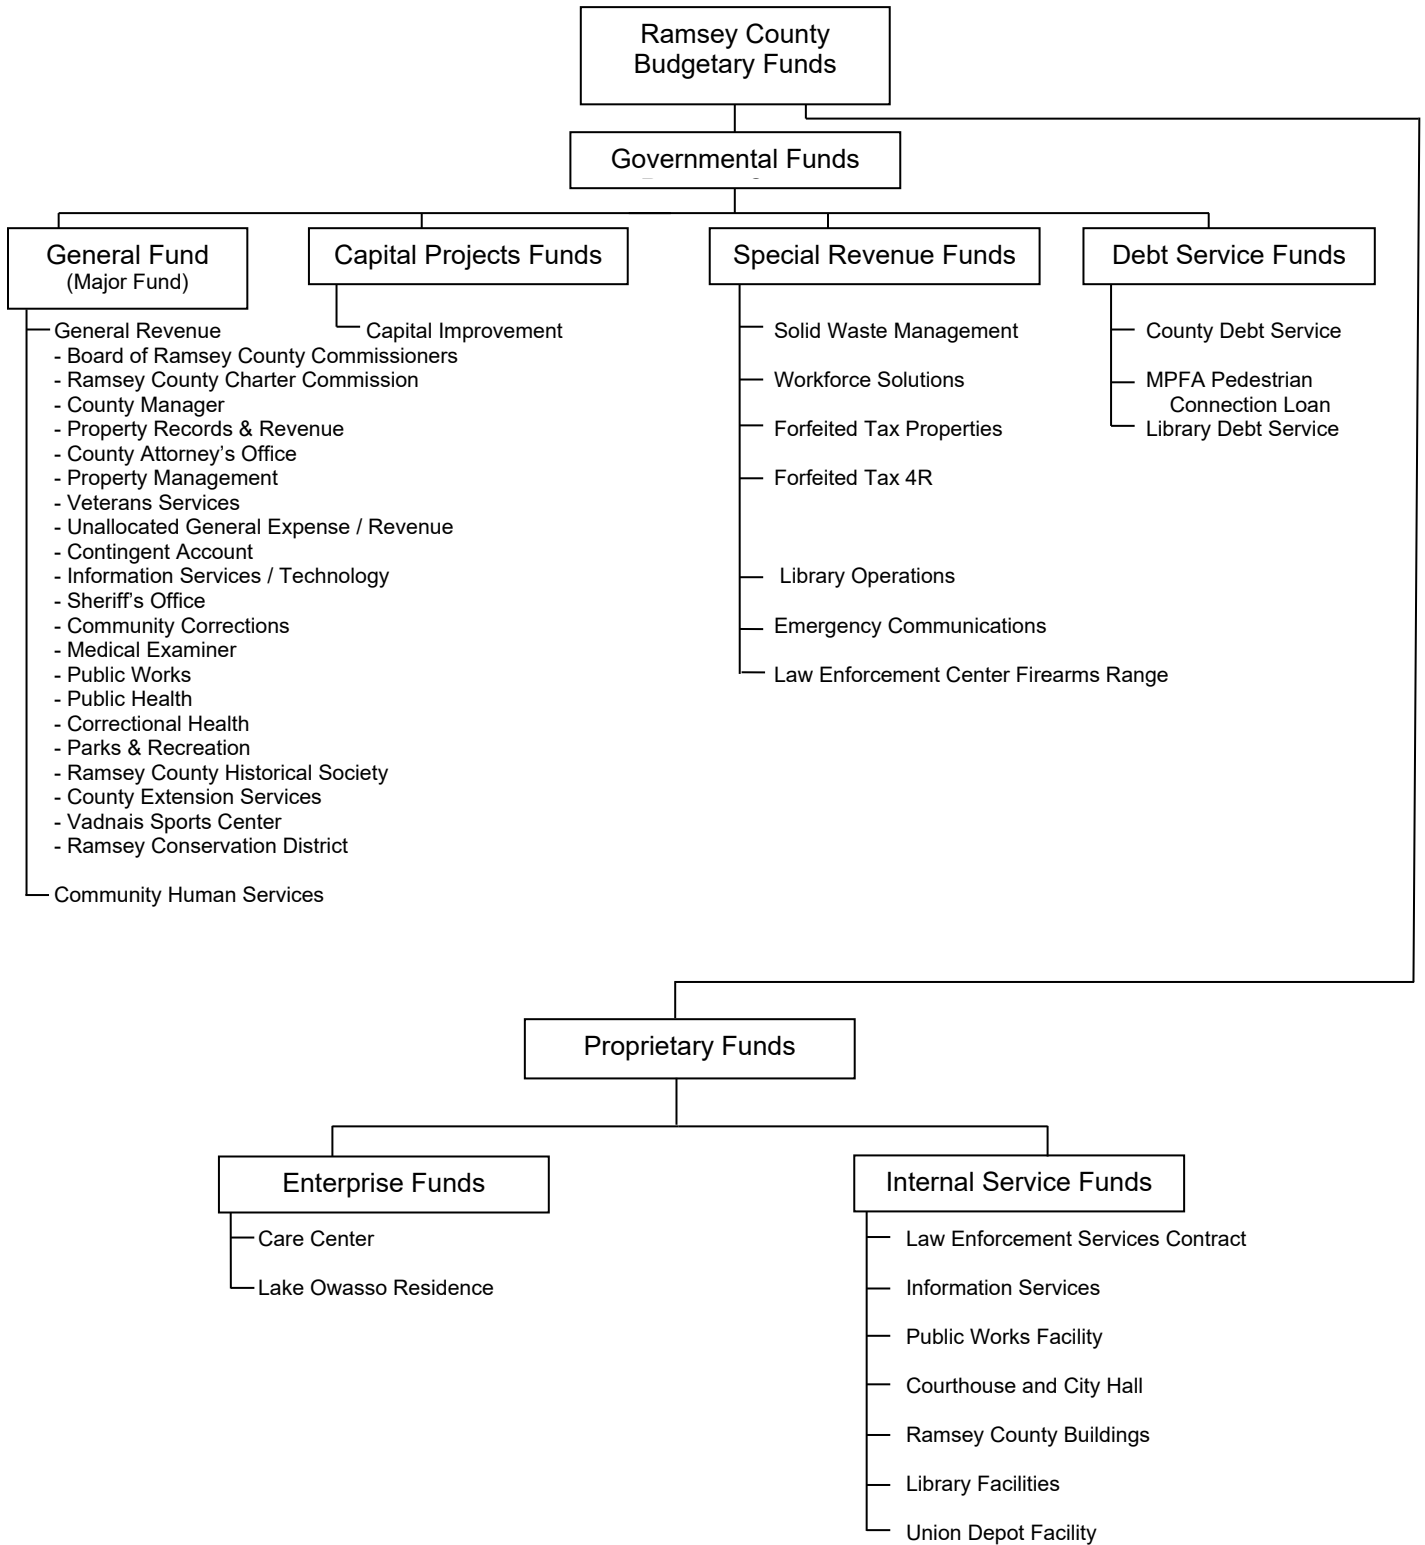 Ramsey County
Budgetary Funds
Governmental Funds
General Fund
(Major Fund)
General Revenue
- Board of Ramsey County Commissioners
- Ramsey County Charter Commission
- County Manager
- Property Records & Revenue
- County Attorney’s Office
- Property Management
- Veterans Services
- Unallocated General Expense / Revenue
- Contingent Account
- Information Services / Technology
- Sheriff’s Office
- Community Corrections
- Medical Examiner
- Public Works
- Public Health
- Correctional Health
- Parks & Recreation
- Ramsey County Historical Society
- County Extension Services
- Vadnais Sports Center
- Ramsey Conservation District
Community Human Services
Capital Projects Funds
Capital Improvement
Special Revenue Funds
Solid Waste Management
Workforce Solutions
Forfeited Tax Properties
Forfeited Tax 4R
Library Operations
Emergency Communications
Law Enforcement Center Firearms Range
Debt Service Funds
County Debt Service
MPFA Pedestrian
Connection Loan
Library Debt Service
Proprietary Funds
Enterprise Funds
Care Center
Lake Owasso Residence
Internal Service Funds
Law Enforcement Services Contract
Information Services
Public Works Facility
Courthouse and City Hall
Ramsey County Buildings
Library Facilities
Union Depot Facility